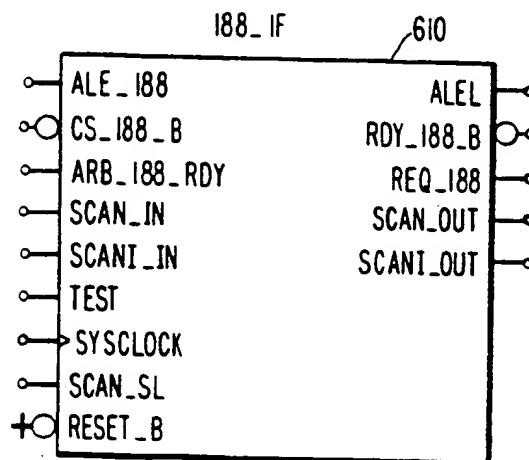 188_IF
610
ALE_188
CS_188_B
ARB_188_RDY
SCAN_IN
SCANI_IN
TEST
SYSCLOCK
SCAN_SL
RESET_B
ALEL
RDY_188_B
REQ_188
SCAN_OUT
SCANI_OUT